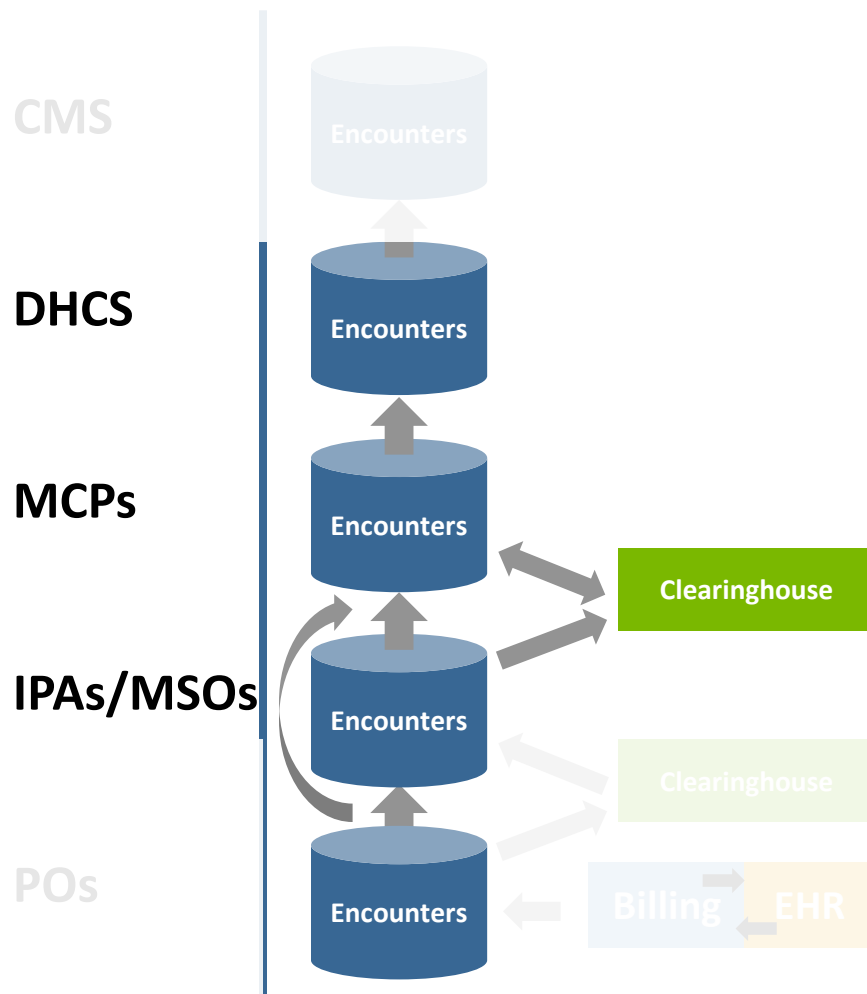 CMS
Encounters
DHCS
Encounters
MCPs
Encounters
Clearinghouse
IPAs/MSOs
Encounters
Clearinghouse
POs
Encounters
Billing
EHR